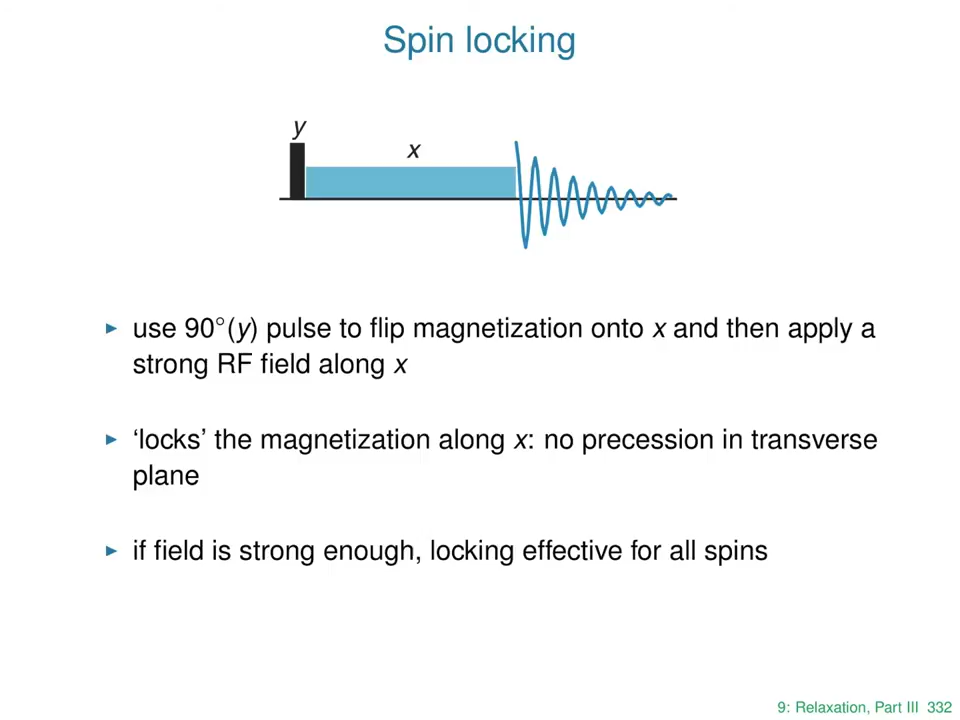 Spin locking
y
x
▶ use 90°(y) pulse to flip magnetization onto x and then apply a
strong RF field along x
▶ ‘locks’ the magnetization along x: no precession in transverse
plane
▶ if field is strong enough, locking effective for all spins
9: Relaxation, Part III 332